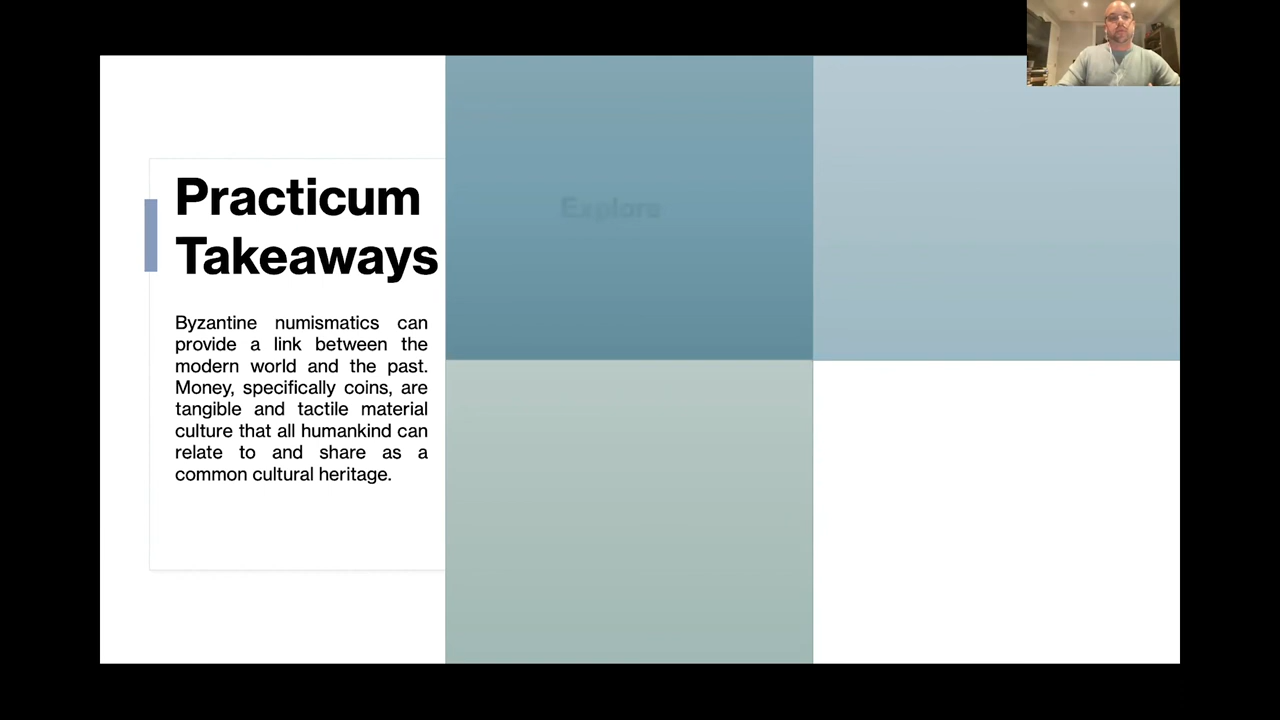 Practicum
Takeaways
Byzantine numismatics can
provide a link between the
modern world and the past.
Money, specifically coins, are
tangible and tactile material
culture that all humankind can
relate to and share as a
common cultural heritage.
Explore